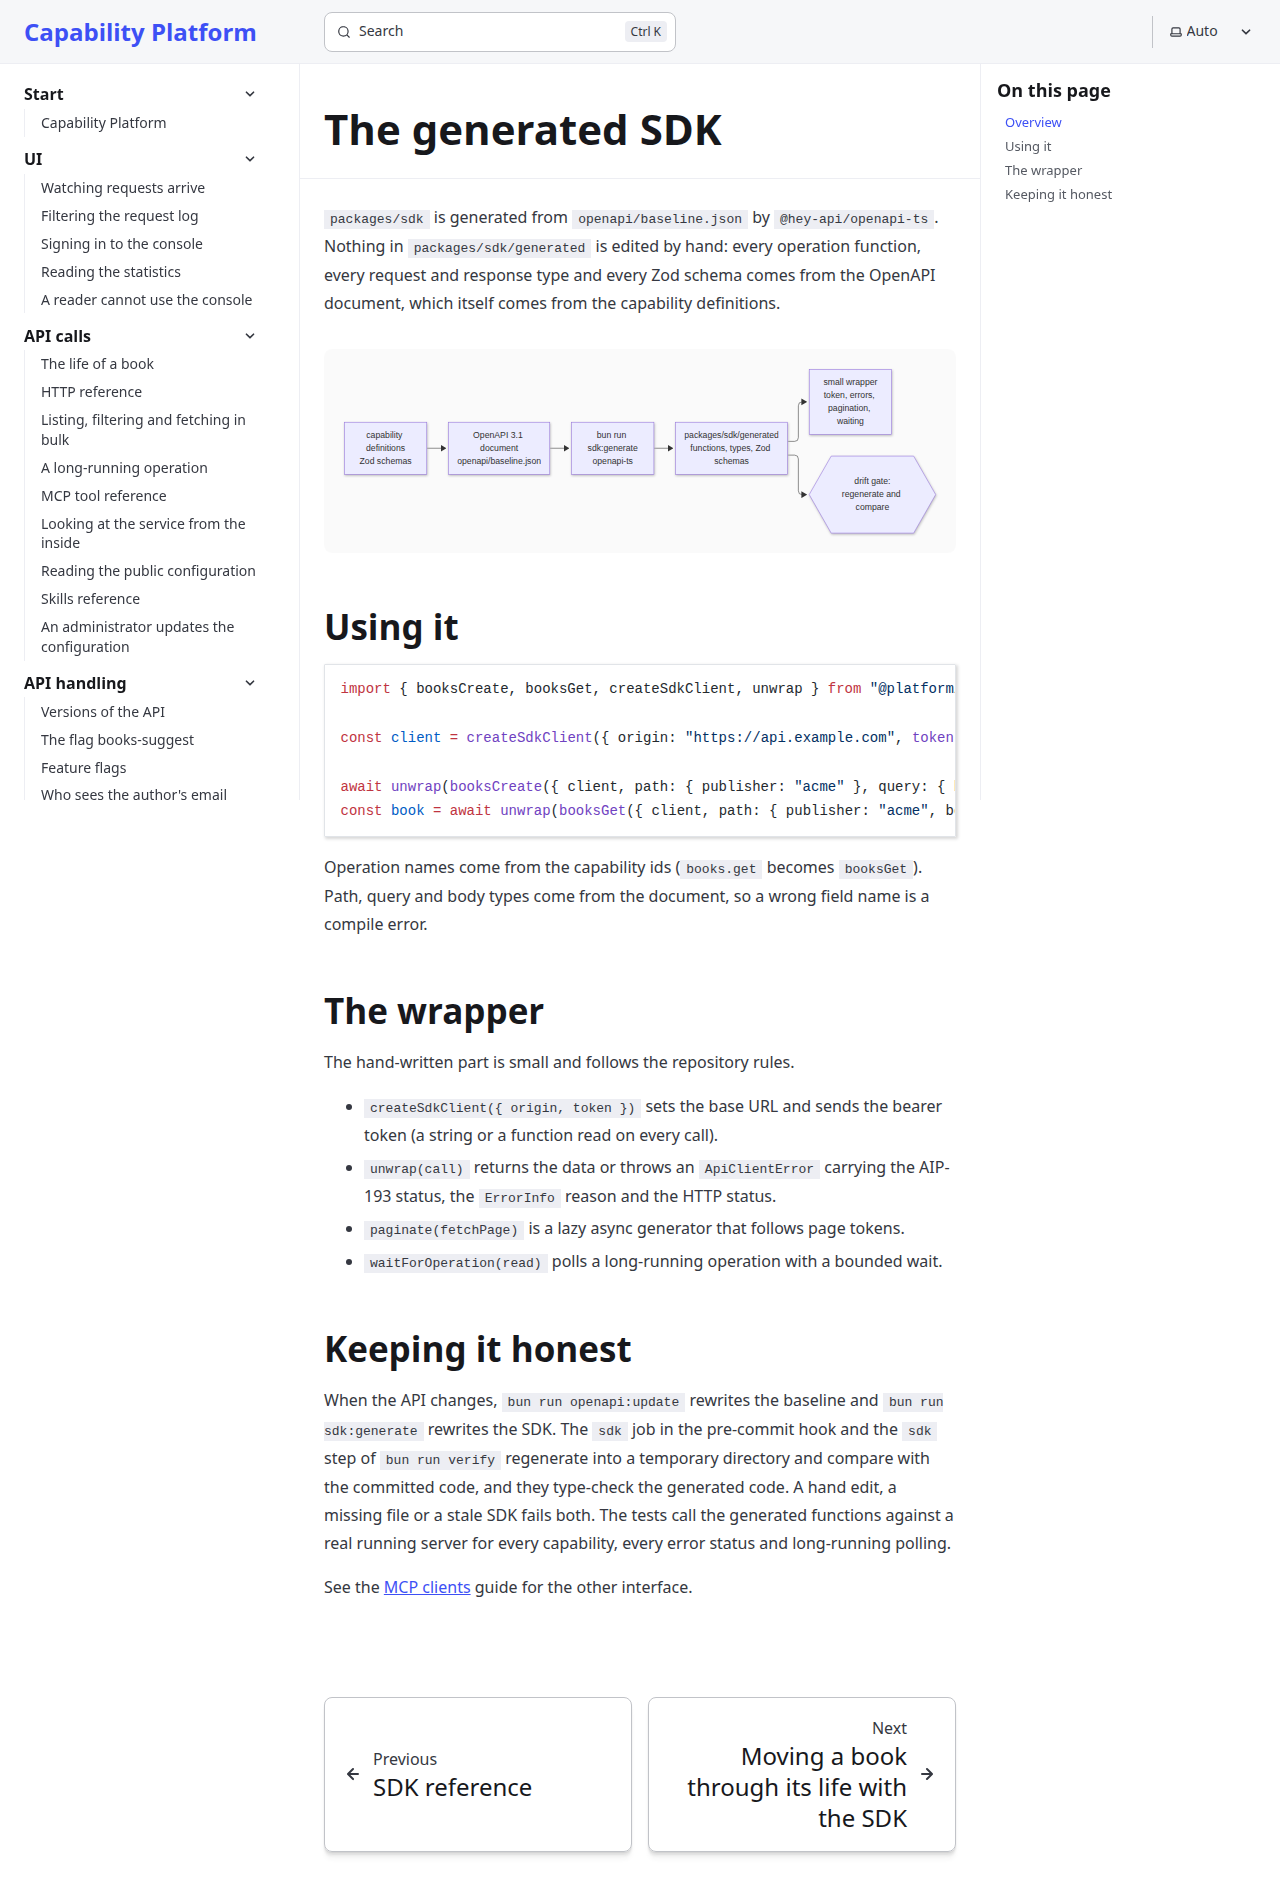 Capability Platform
Search
Ctrl K
Auto
Start
Capability Platform
UI
Watching requests arrive
Filtering the request log
Signing in to the console
Reading the statistics
A reader cannot use the console
API calls
The life of a book
HTTP reference
Listing, filtering and fetching in
bulk
A long-running operation
MCP tool reference
Looking at the service from the
inside
Reading the public configuration
Skills reference
An administrator updates the
configuration
API handling
Versions of the API
The flag books-suggest
Feature flags
Who sees the author's email
The generated SDK
packages/sdk is generated from openapi/baseline.json by @hey-api/openapi-ts.
Nothing in packages/sdk/generated is edited by hand: every operation function,
every request and response type and every Zod schema comes from the OpenAPI
document, which itself comes from the capability definitions.
capability
definitions
Zod schemas
OpenAPI 3.1
document
openapi/baseline.json
bun run
sdk:generate
openapi-ts
packages/sdk/generated
functions, types, Zod
schemas
small wrapper
token, errors,
pagination,
waiting
drift gate:
regenerate and
compare
Using it
import { booksCreate, booksGet, createSdkClient, unwrap } from "@platform
const client = createSdkClient({ origin: "https://api.example.com", token
await unwrap(booksCreate({ client, path: { publisher: "acme" }, query: {
const book = await unwrap(booksGet({ client, path: { publisher: "acme", b
Operation names come from the capability ids (books.get becomes booksGet).
Path, query and body types come from the document, so a wrong field name is a
compile error.
The wrapper
The hand-written part is small and follows the repository rules.
createSdkClient({ origin, token }) sets the base URL and sends the bearer
token (a string or a function read on every call).
unwrap(call) returns the data or throws an ApiClientError carrying the AIP-
193 status, the ErrorInfo reason and the HTTP status.
paginate(fetchPage) is a lazy async generator that follows page tokens.
waitForOperation(read) polls a long-running operation with a bounded wait.
Keeping it honest
When the API changes, bun run openapi:update rewrites the baseline and bun run
sdk:generate rewrites the SDK. The sdk job in the pre-commit hook and the sdk
step of bun run verify regenerate into a temporary directory and compare with
the committed code, and they type-check the generated code. A hand edit, a
missing file or a stale SDK fails both. The tests call the generated functions against a
real running server for every capability, every error status and long-running polling.
See the MCP clients guide for the other interface.
Previous
SDK reference
Next
Moving a book
through its life with
the SDK
On this page
Overview
Using it
The wrapper
Keeping it honest